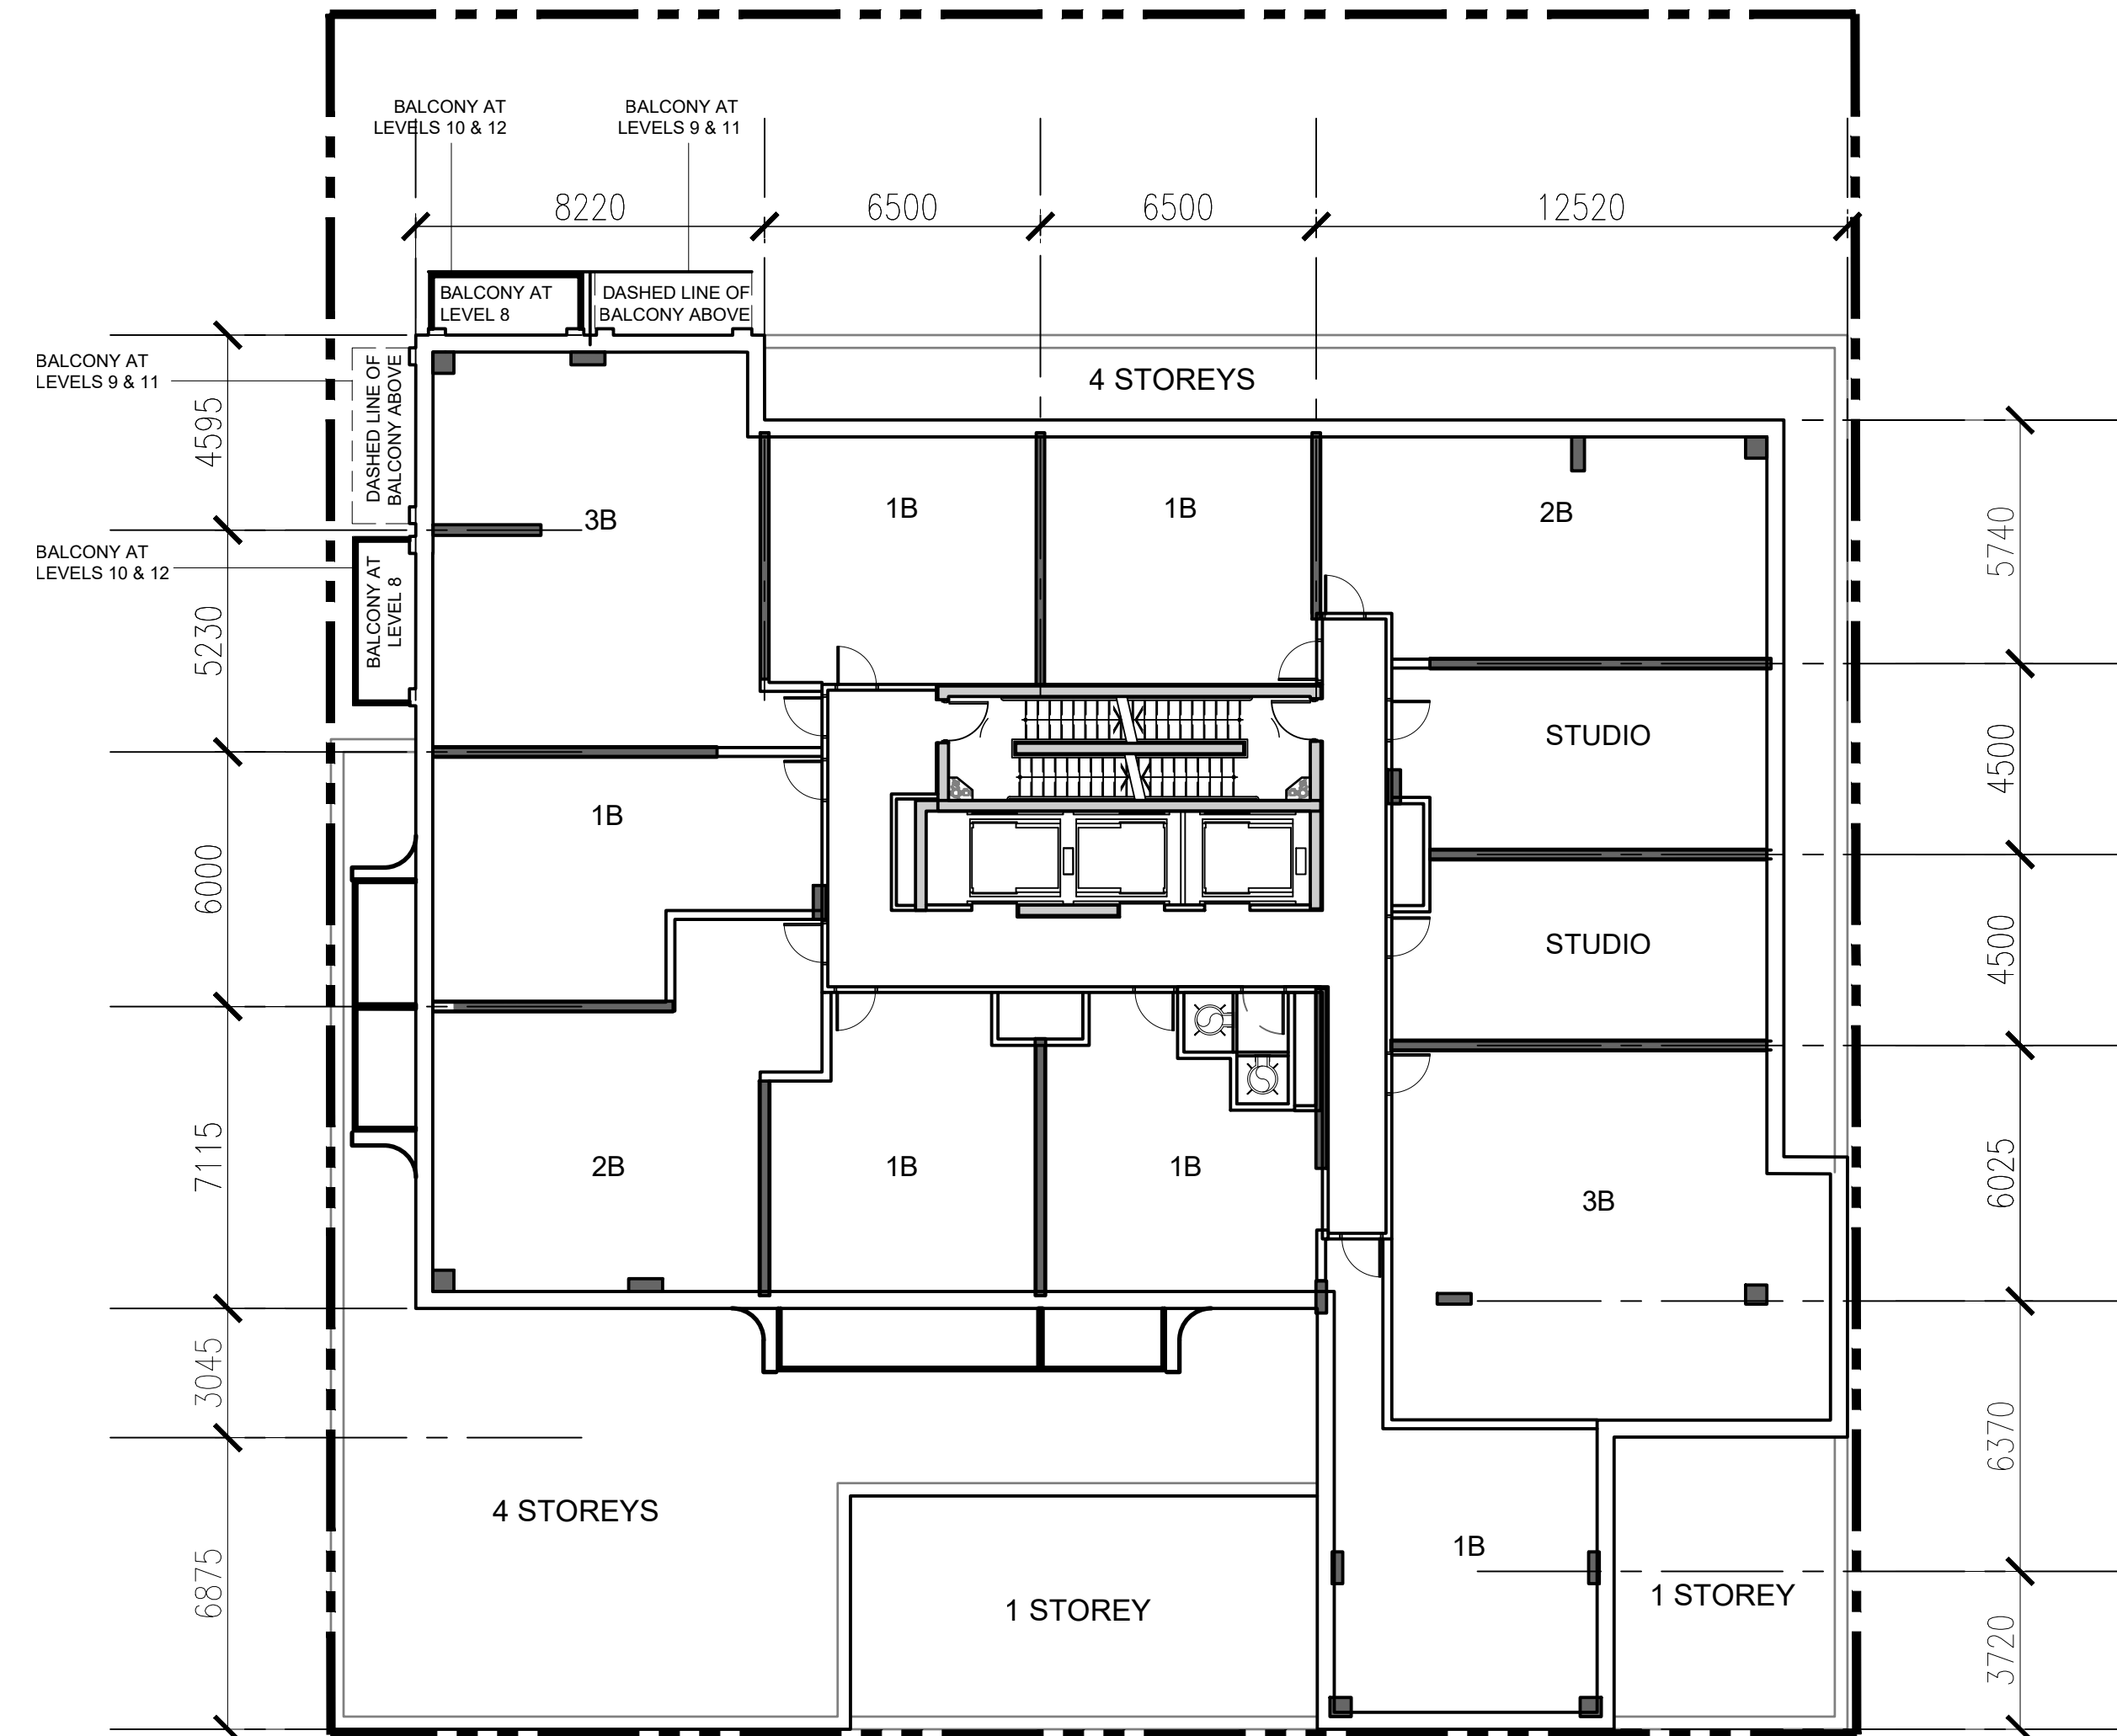 BALCONY AT
LEVELS 10 & 12
BALCONY AT
LEVELS 9 & 11
8220
6500
6500
12520
BALCONY AT
LEVEL 8
DASHED LINE OF
BALCONY ABOVE
BALCONY AT
LEVELS 9 & 11
DASHED LINE OF
BALCONY ABOVE
4 STOREYS
4595
3B
1B
1B
2B
5740
BALCONY AT
LEVELS 10 & 12
BALCONY AT
LEVEL 8
5230
STUDIO
4500
1B
6000
STUDIO
4500
7115
2B
1B
1B
3B
6025
3045
6370
4 STOREYS
1B
6875
1 STOREY
1 STOREY
3720